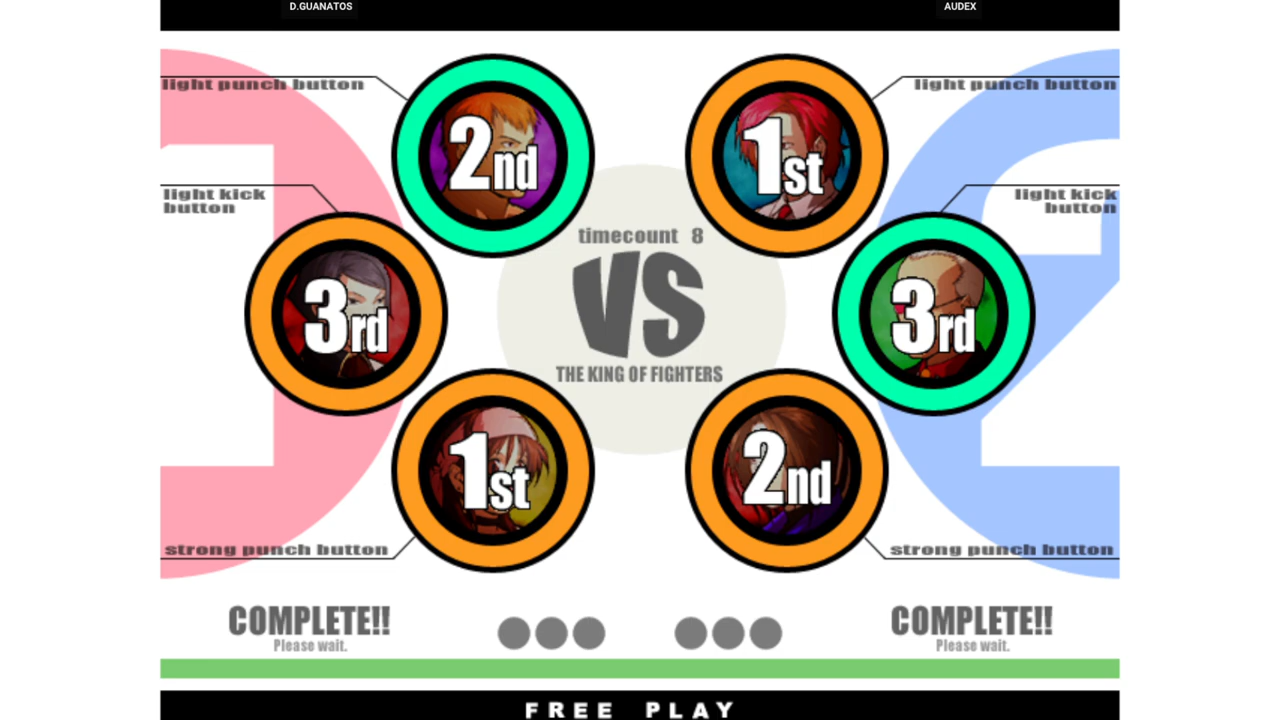 D.GUANATOS
AUDEX
light punch button
light punch button
2nd
1st
light kick
button
light kick
button
timecount 8
VS
THE KING OF FIGHTERS
3rd
3rd
1st
2nd
strong punch button
strong punch button
COMPLETE!!
Please wait.
COMPLETE!!
Please wait.
FREE PLAY